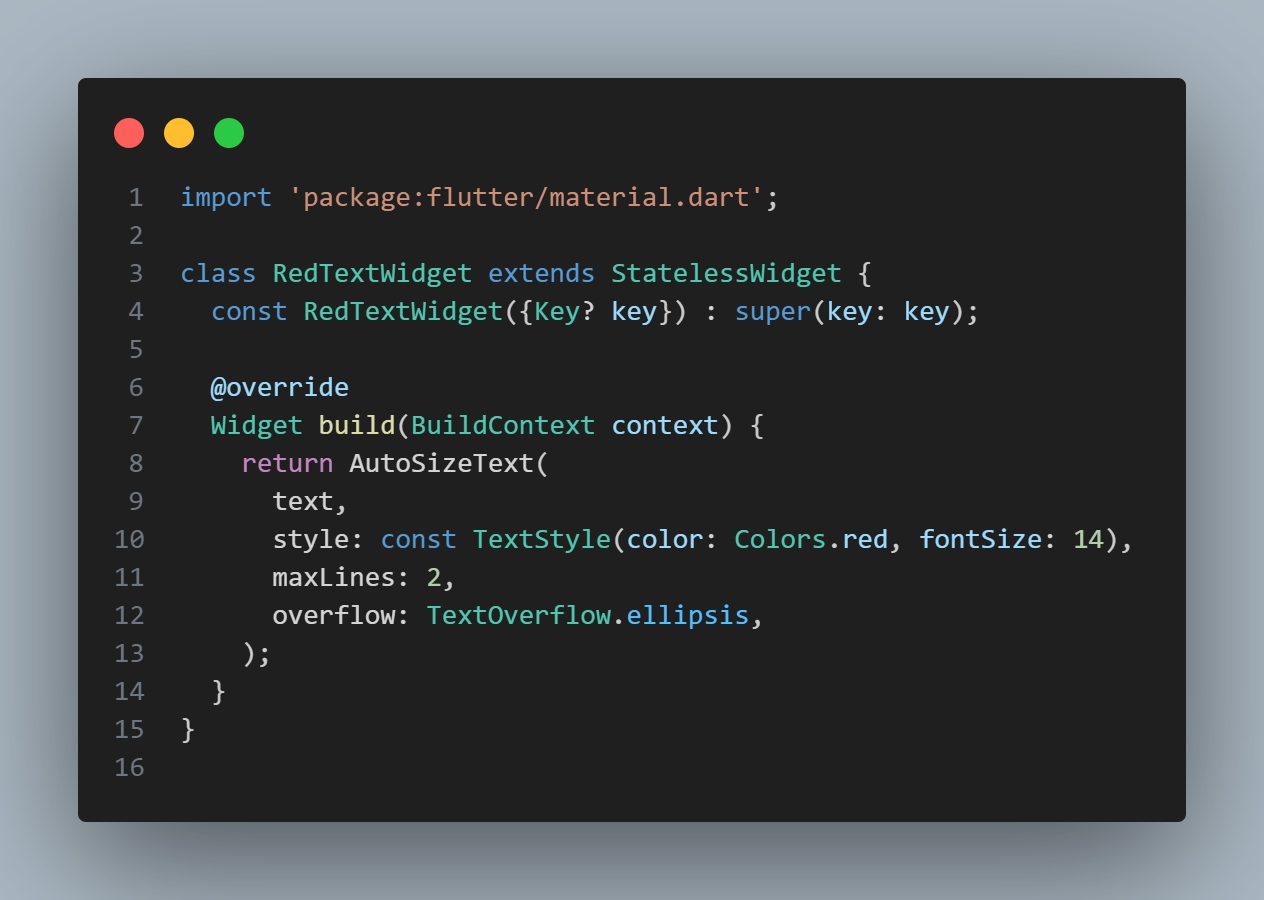 1 import 'package:flutter/material.dart';
2
3 class RedTextWidget extends StatelessWidget {
4   const RedTextWidget({Key? key}) : super(key: key);
5
6   @override
7   Widget build(BuildContext context) {
8     return AutoSizeText(
9       text,
10       style: const TextStyle(color: Colors.red, fontSize: 14),
11       maxLines: 2,
12       overflow: TextOverflow.ellipsis,
13     );
14   }
15 }
16